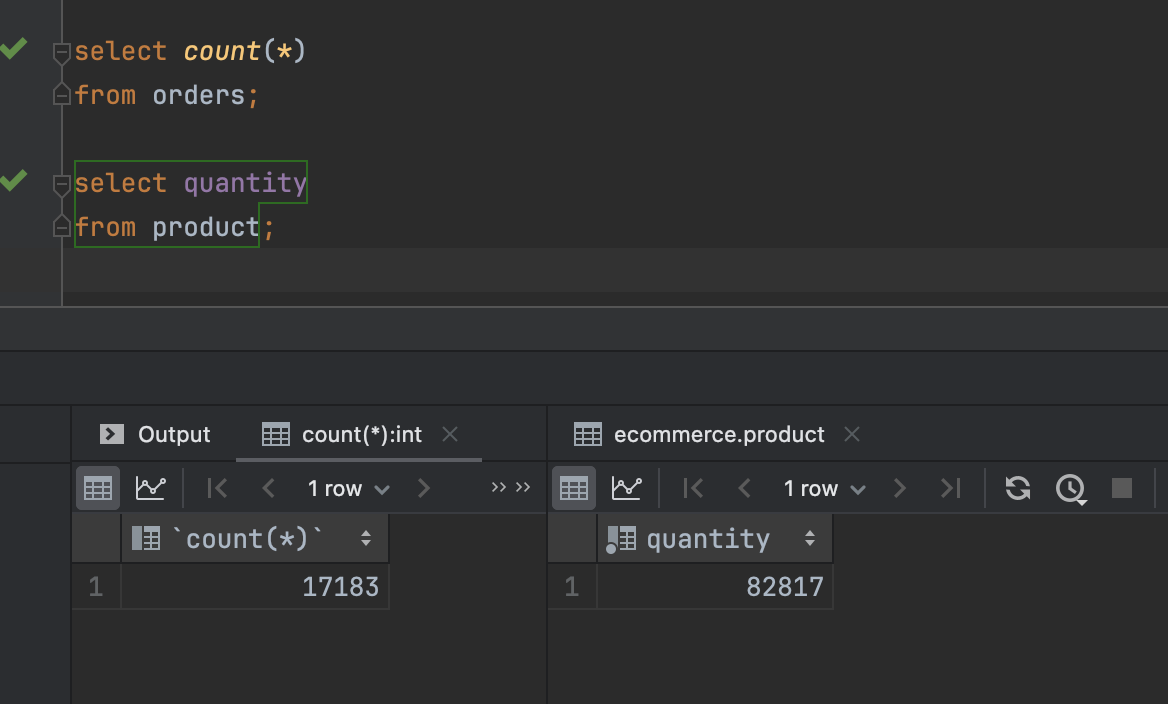 select count(*)
from orders;
select quantity
from product;
Output
count(*):int
ecommerce.product
1 row
1 row
`count(*)`
quantity
1
17183
1
82817